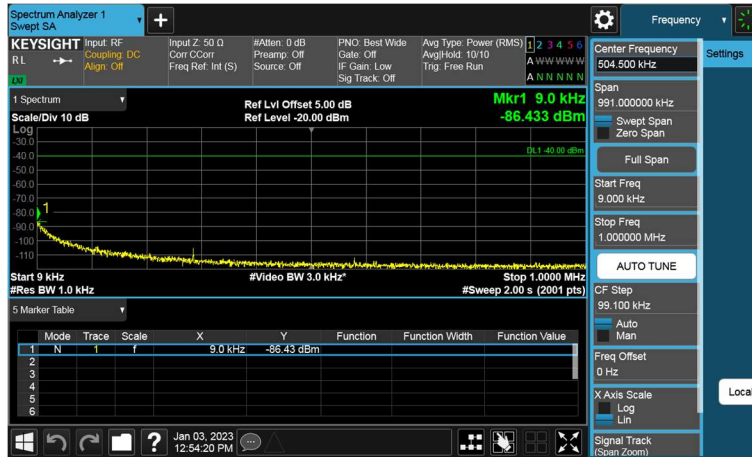 Spectrum Analyzer 1
Swept SA
+
Frequency
KEYSIGHT
Input: RF
Coupling: DC
Align: Off
Input Z: 50 Ω
Corr CCorr
Freq Ref: Int (S)
#Atten: 0 dB
Preamp: Off
Source: Off
PNO: Best Wide
Gate: Off
IF Gain: Low
Sig Track: Off
Avg Type: Power (RMS)
Avg|Hold: 10/10
Trig: Free Run
1 2 3 4 5 6
A W W W W W
A N N N N N
R L
LXI
1 Spectrum
Scale/Div 10 dB
Ref Lvl Offset 5.00 dB
Ref Level -20.00 dBm
Mkr1 9.0 kHz
-86.433 dBm
Log
-30.0
DL1 -40.00 dBm
-40.0
-50.0
-60.0
-70.0
1
-80.0
-90.0
-100
-110
Start 9 kHz
#Res BW 1.0 kHz
#Video BW 3.0 kHz*
Stop 1.0000 MHz
#Sweep 2.00 s (2001 pts)
5 Marker Table
Mode Trace Scale X Y Function Function Width Function Value
1 N 1 f 9.0 kHz -86.43 dBm
2
3
4
5
6
Jan 03, 2023
12:54:20 PM
?
Center Frequency
504.500 kHz
Span
991.000000 kHz
Swept Span
Zero Span
Full Span
Start Freq
9.000 kHz
Stop Freq
1.000000 MHz
AUTO TUNE
CF Step
99.100 kHz
Auto
Man
Freq Offset
0 Hz
X Axis Scale
Log
Lin
Signal Track
(Span Zoom)
Settings
Local